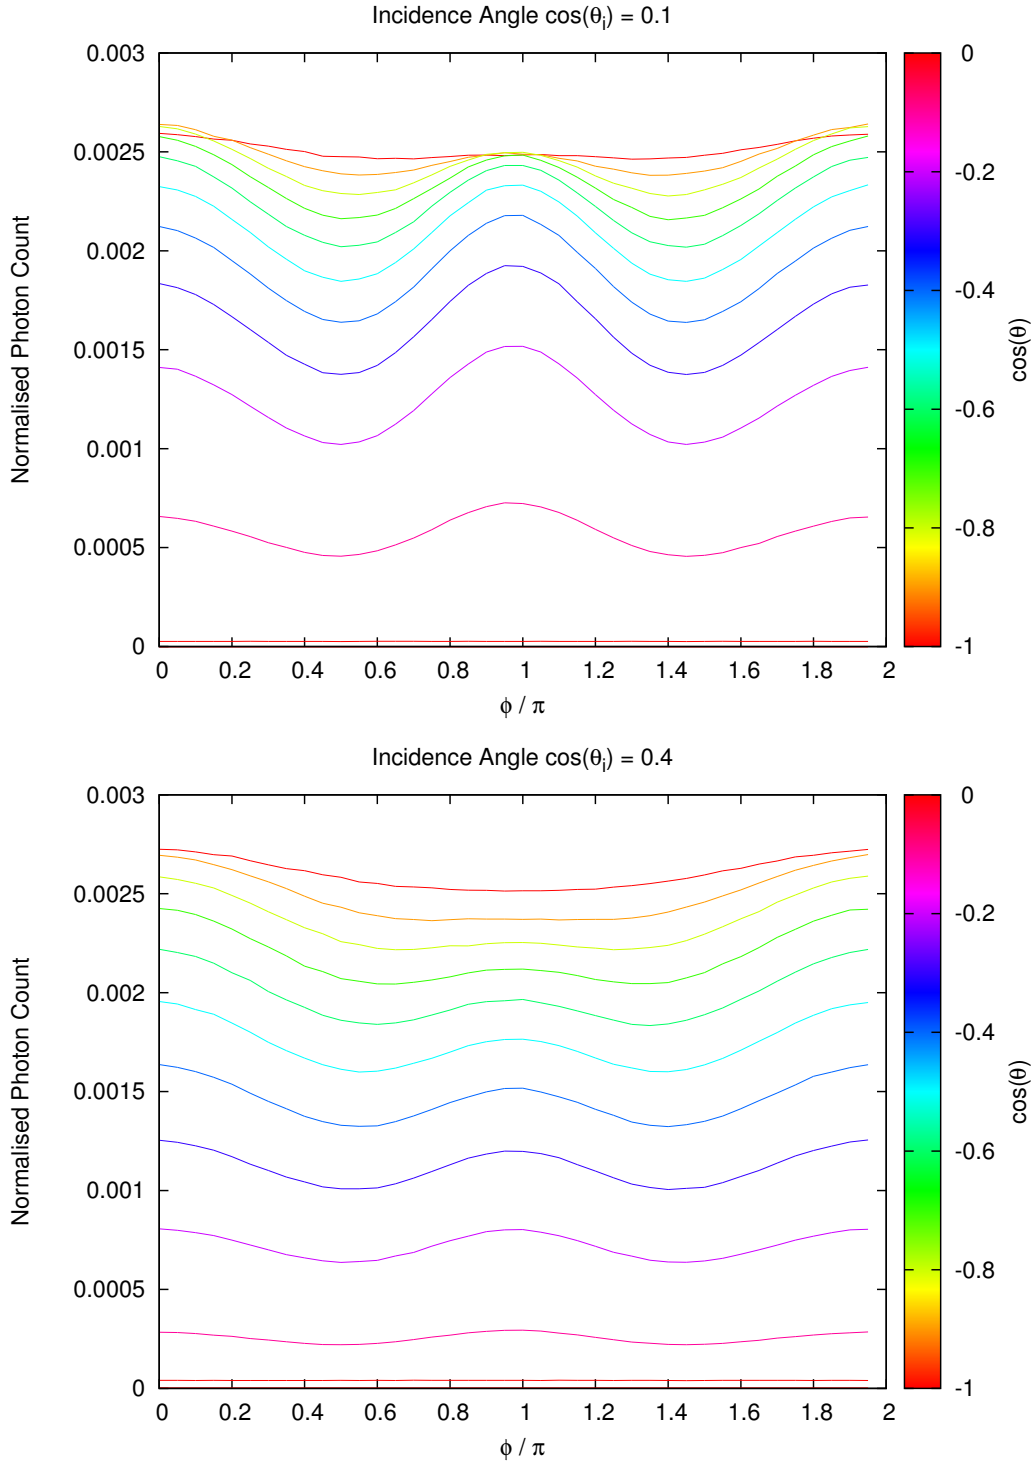 Incidence Angle cos(θi) = 0.1
0.003
0.0025
0.002
0.0015
0.001
0.0005
0
Normalised Photon Count
0 0.2 0.4 0.6 0.8 1 1.2 1.4 1.6 1.8 2
ϕ / π
0
-0.2
-0.4
-0.6
-0.8
-1
cos(θ)
Incidence Angle cos(θi) = 0.4
0.003
0.0025
0.002
0.0015
0.001
0.0005
0
Normalised Photon Count
0 0.2 0.4 0.6 0.8 1 1.2 1.4 1.6 1.8 2
ϕ / π
0
-0.2
-0.4
-0.6
-0.8
-1
cos(θ)